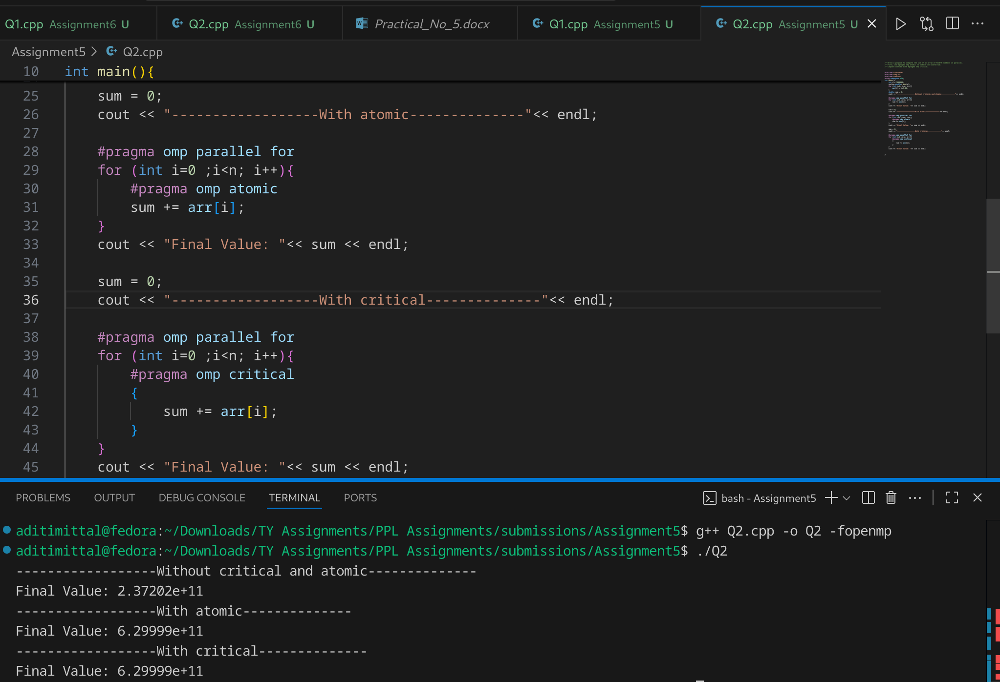 Q1.cpp Assignment6 U
Q2.cpp Assignment6 U
Practical_No_5.docx
Q1.cpp Assignment5 U
Q2.cpp Assignment5 U
Assignment5 > Q2.cpp
10 int main(){
25 sum = 0;
26 cout << "------------------With atomic--------------"<< endl;
27
28 #pragma omp parallel for
29 for (int i=0 ;i<n; i++){
30 #pragma omp atomic
31 sum += arr[i];
32 }
33 cout << "Final Value: "<< sum << endl;
34
35 sum = 0;
36 cout << "------------------With critical--------------"<< endl;
37
38 #pragma omp parallel for
39 for (int i=0 ;i<n; i++){
40 #pragma omp critical
41 {
42 sum += arr[i];
43 }
44 }
45 cout << "Final Value: "<< sum << endl;
PROBLEMS OUTPUT DEBUG CONSOLE TERMINAL PORTS
bash - Assignment5
aditimittal@fedora:~/Downloads/TY Assignments/PPL Assignments/submissions/Assignment5$ g++ Q2.cpp -o Q2 -fopenmp
aditimittal@fedora:~/Downloads/TY Assignments/PPL Assignments/submissions/Assignment5$ ./Q2
------------------Without critical and atomic--------------
Final Value: 2.37202e+11
------------------With atomic--------------
Final Value: 6.29999e+11
------------------With critical--------------
Final Value: 6.29999e+11